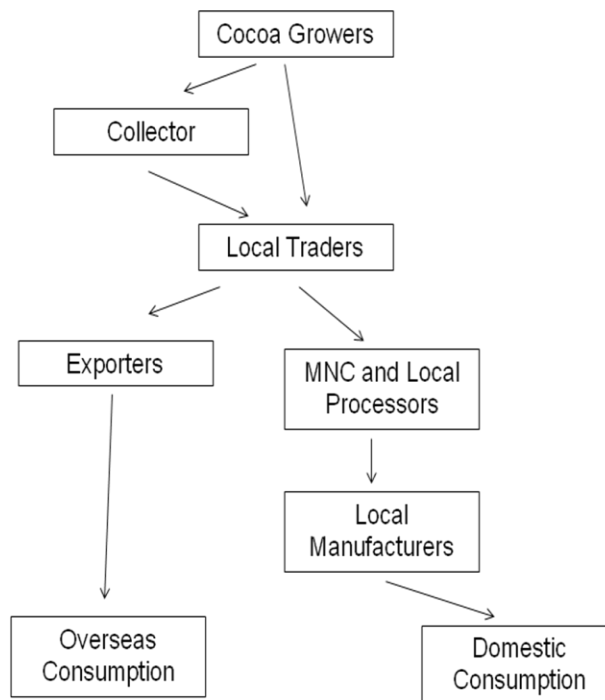 Cocoa Growers
Collector
Local Traders
Exporters
MNC and Local
Processors
Local
Manufacturers
Overseas
Consumption
Domestic
Consumption